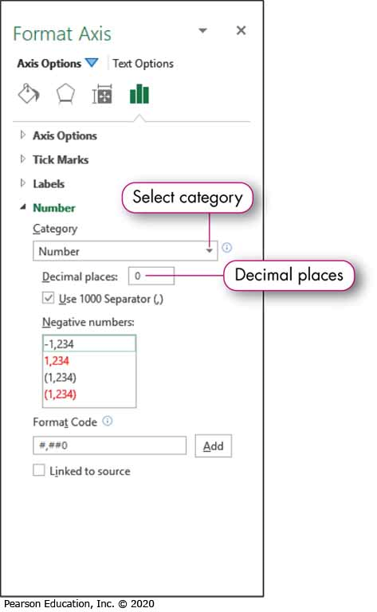 Format Axis
Axis Options Text Options
Axis Options
Tick Marks
Labels
Number
Select category
Category
Number
Decimal places: 0
Decimal places
Use 1000 Separator (,)
Negative numbers:
-1,234
1,234
(1,234)
(1,234)
Format Code
#,##0
Add
Linked to source
Pearson Education, Inc. © 2020